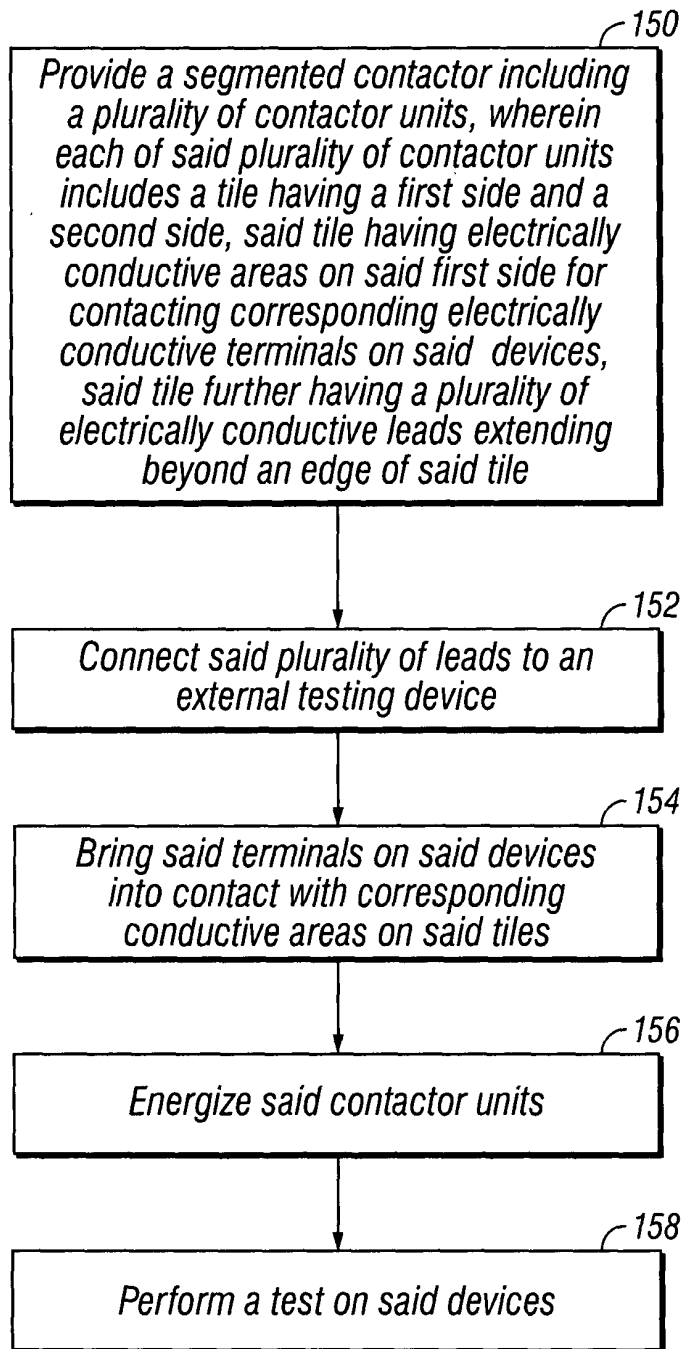 150
Provide a segmented contactor including
a plurality of contactor units, wherein
each of said plurality of contactor units
includes a tile having a first side and a
second side, said tile having electrically
conductive areas on said first side for
contacting corresponding electrically
conductive terminals on said devices,
said tile further having a plurality of
electrically conductive leads extending
beyond an edge of said tile
152
Connect said plurality of leads to an
external testing device
154
Bring said terminals on said devices
into contact with corresponding
conductive areas on said tiles
156
Energize said contactor units
158
Perform a test on said devices